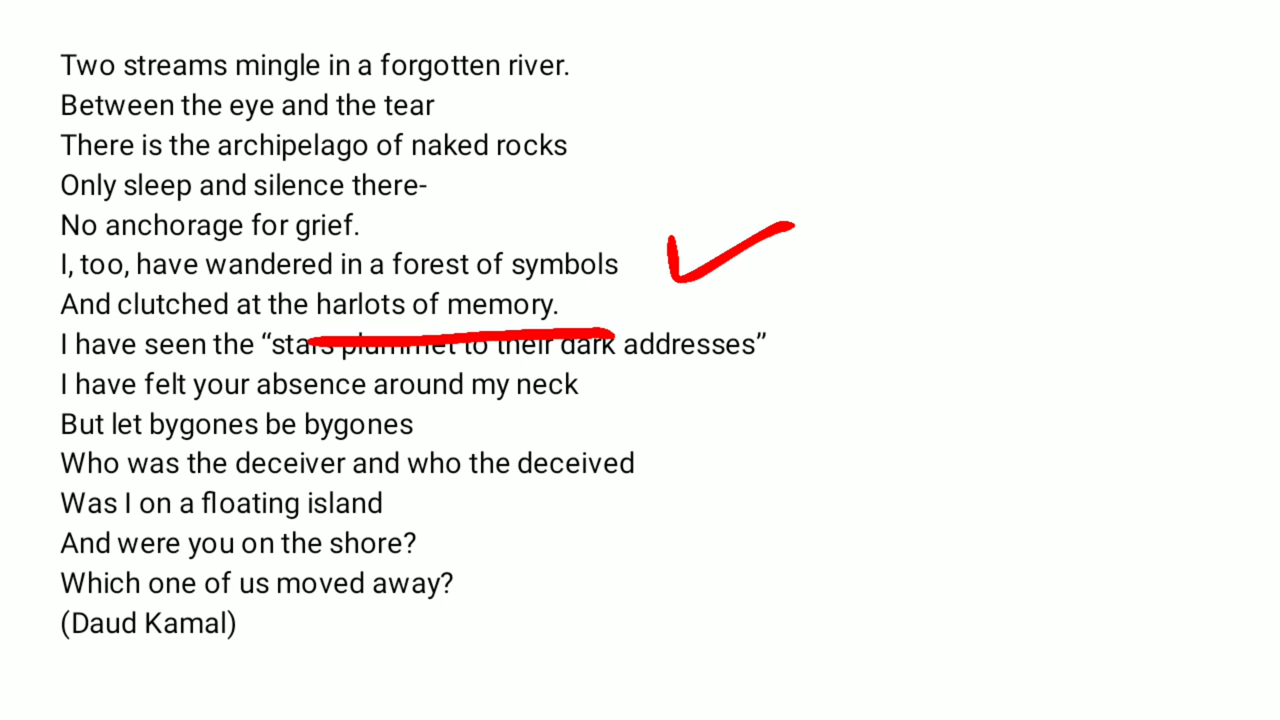 Two streams mingle in a forgotten river.
Between the eye and the tear
There is the archipelago of naked rocks
Only sleep and silence there-
No anchorage for grief.
I, too, have wandered in a forest of symbols
And clutched at the harlots of memory.
I have seen the “stars plummet to their dark addresses”
I have felt your absence around my neck
But let bygones be bygones
Who was the deceiver and who the deceived
Was I on a floating island
And were you on the shore?
Which one of us moved away?
(Daud Kamal)